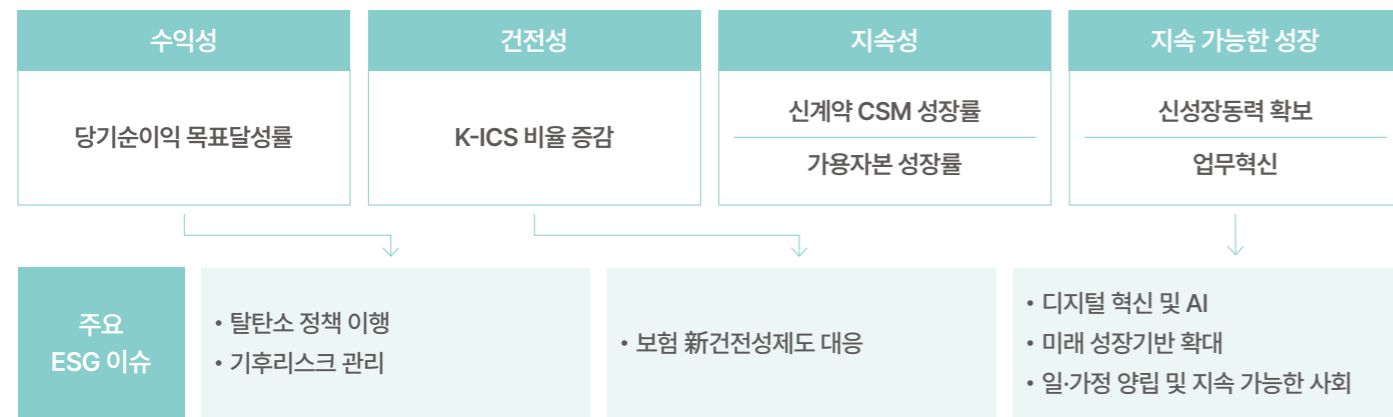 수익성
건전성
지속성
지속 가능한 성장
당기순이익 목표달성률
K-ICS 비율 증감
신계약 CSM 성장률
가용자본 성장률
신성장동력 확보
업무혁신
주요
ESG 이슈
• 탈탄소 정책 이행
• 기후리스크 관리
• 보험 新건전성제도 대응
• 디지털 혁신 및 AI
• 미래 성장기반 확대
• 일·가정 양립 및 지속 가능한 사회